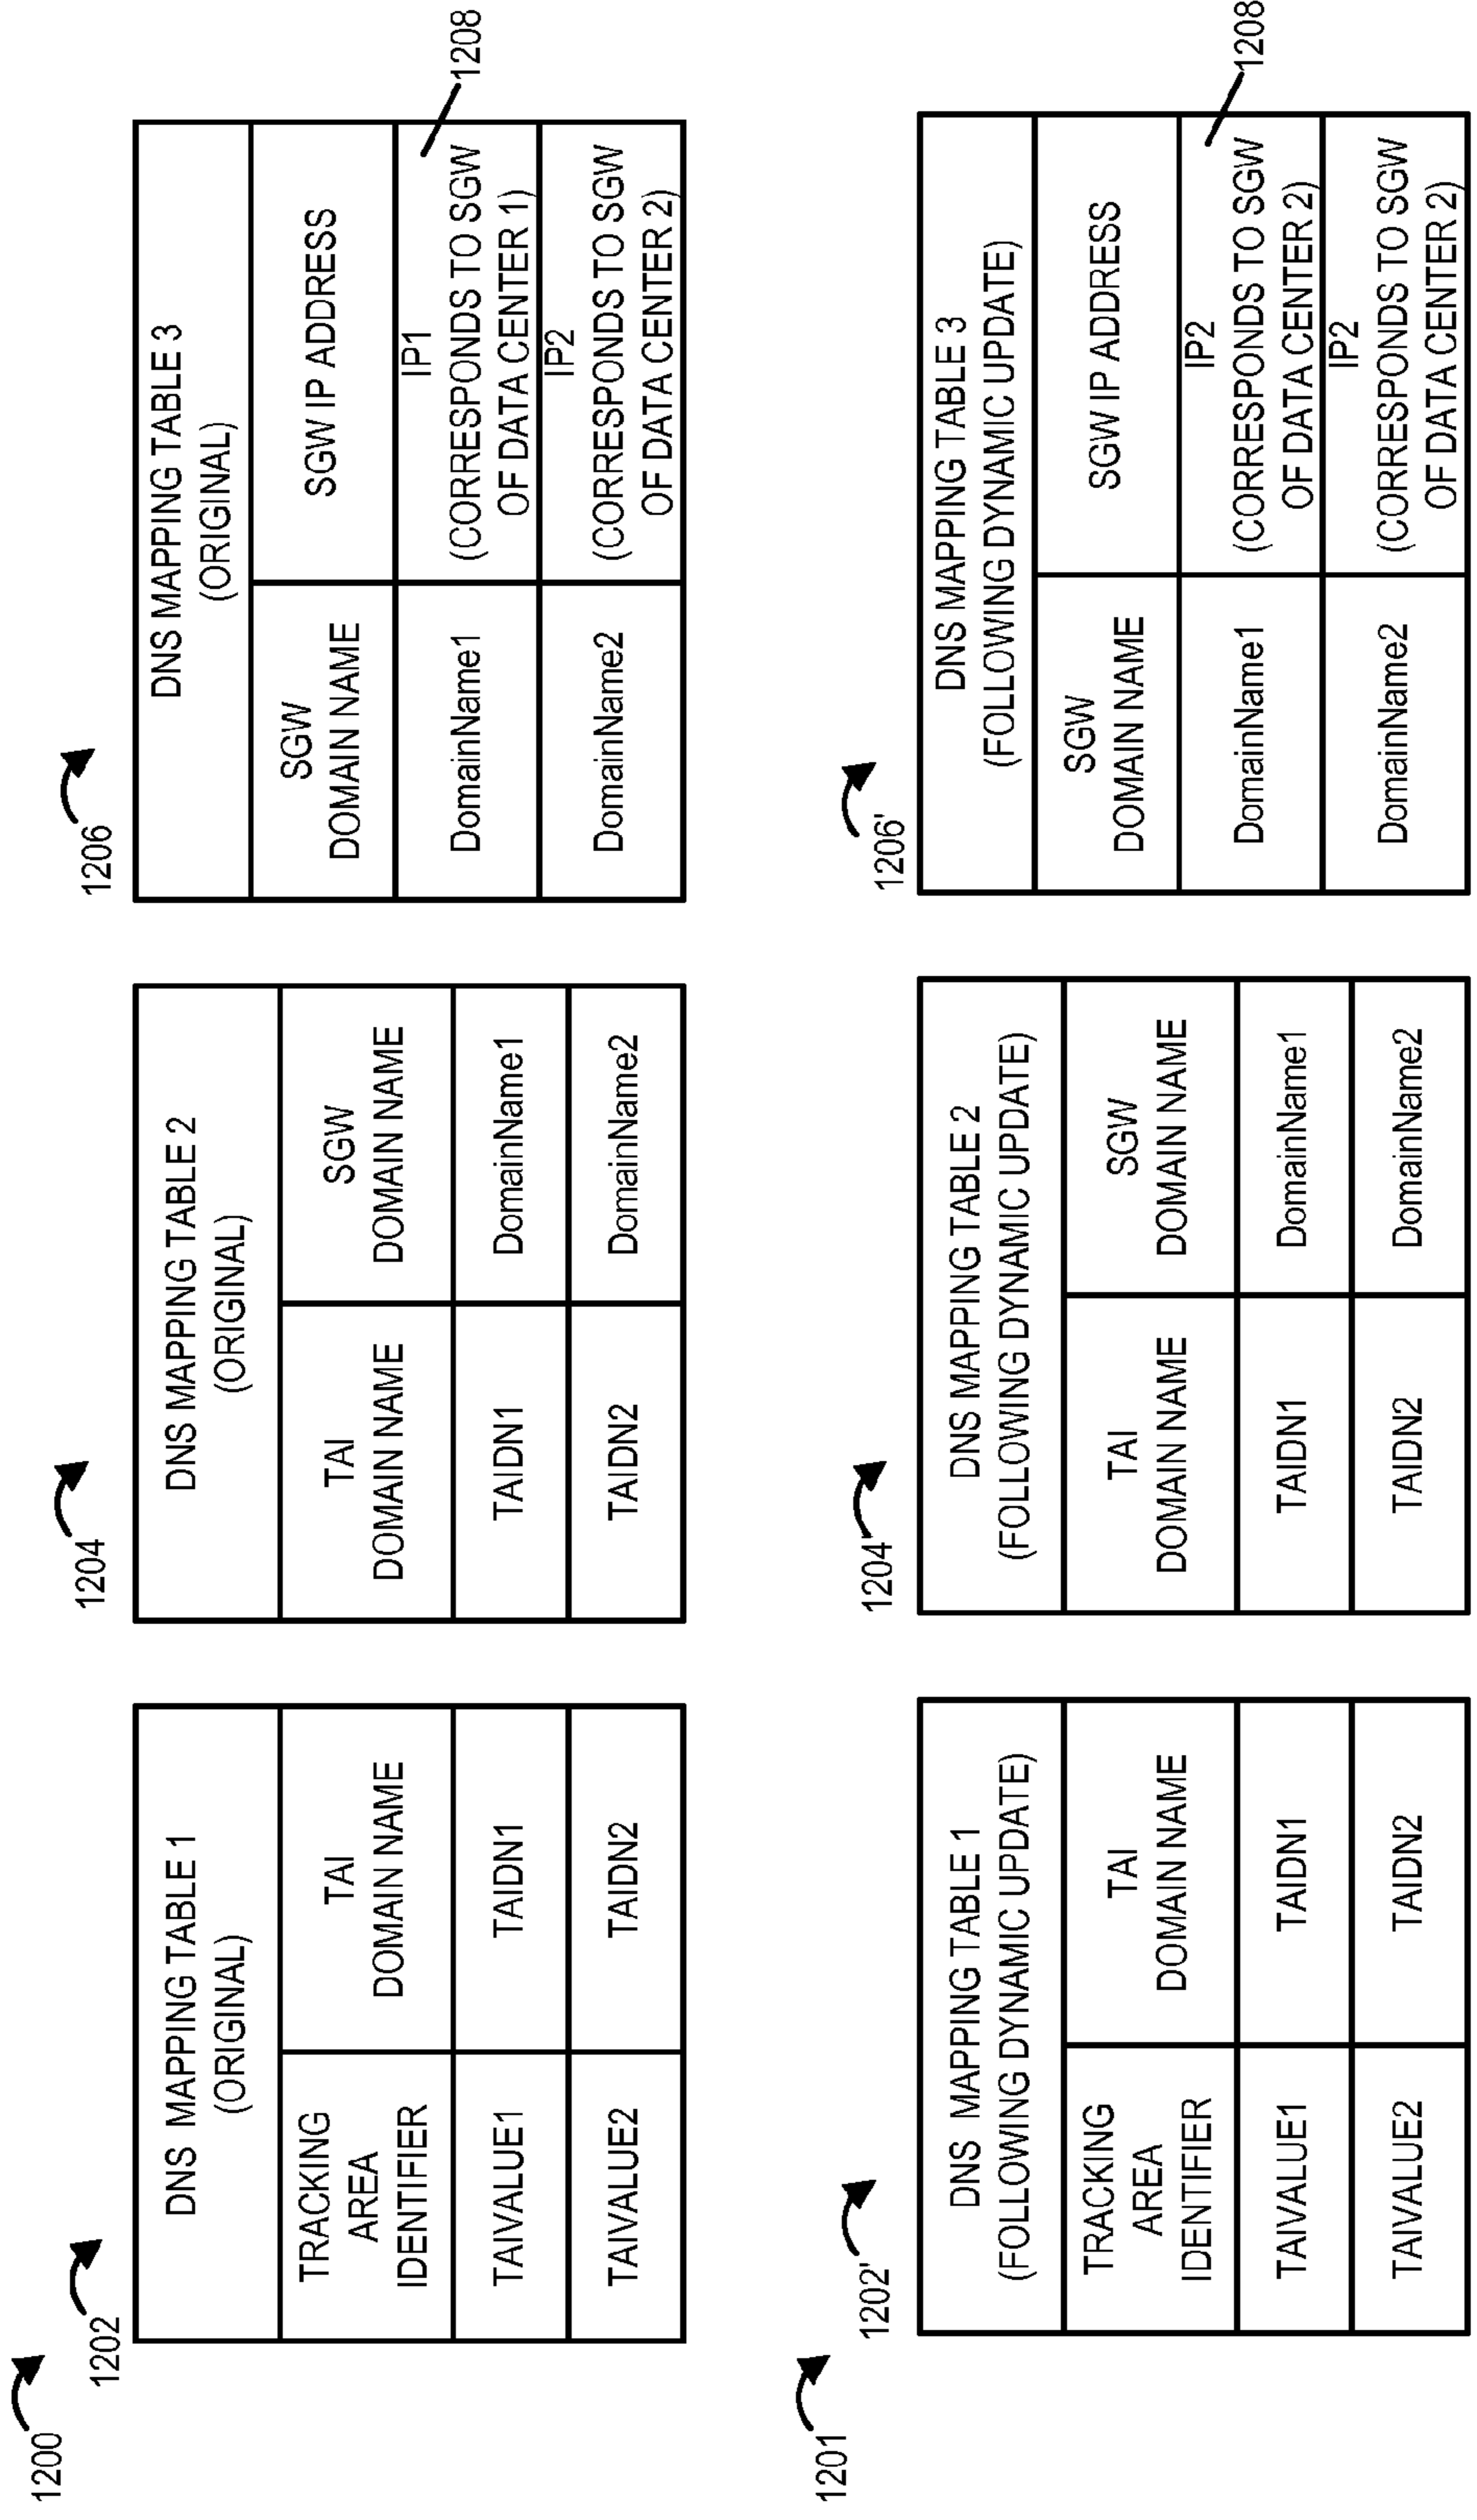 1200
1202
DNS MAPPING TABLE 1
(ORIGINAL)
TRACKING
AREA
IDENTIFIER
TAI
DOMAIN NAME
TAIVALUE1
TAIDN1
TAIVALUE2
TAIDN2
1204
DNS MAPPING TABLE 2
(ORIGINAL)
TAI
DOMAIN NAME
SGW
DOMAIN NAME
TAIDN1
DomainName1
TAIDN2
DomainName2
1206
DNS MAPPING TABLE 3
(ORIGINAL)
SGW
DOMAIN NAME
SGW IP ADDRESS
DomainName1
IP1
(CORRESPONDS TO SGW
OF DATA CENTER 1)
DomainName2
IP2
(CORRESPONDS TO SGW
OF DATA CENTER 2)
1208
1201
1202'
DNS MAPPING TABLE 1
(FOLLOWING DYNAMIC UPDATE)
TRACKING
AREA
IDENTIFIER
TAI
DOMAIN NAME
TAIVALUE1
TAIDN1
TAIVALUE2
TAIDN2
1204'
DNS MAPPING TABLE 2
(FOLLOWING DYNAMIC UPDATE)
TAI
DOMAIN NAME
SGW
DOMAIN NAME
TAIDN1
DomainName1
TAIDN2
DomainName2
1206'
DNS MAPPING TABLE 3
(FOLLOWING DYNAMIC UPDATE)
SGW
DOMAIN NAME
SGW IP ADDRESS
DomainName1
IP2
(CORRESPONDS TO SGW
OF DATA CENTER 2)
DomainName2
IP2
(CORRESPONDS TO SGW
OF DATA CENTER 2)
1208